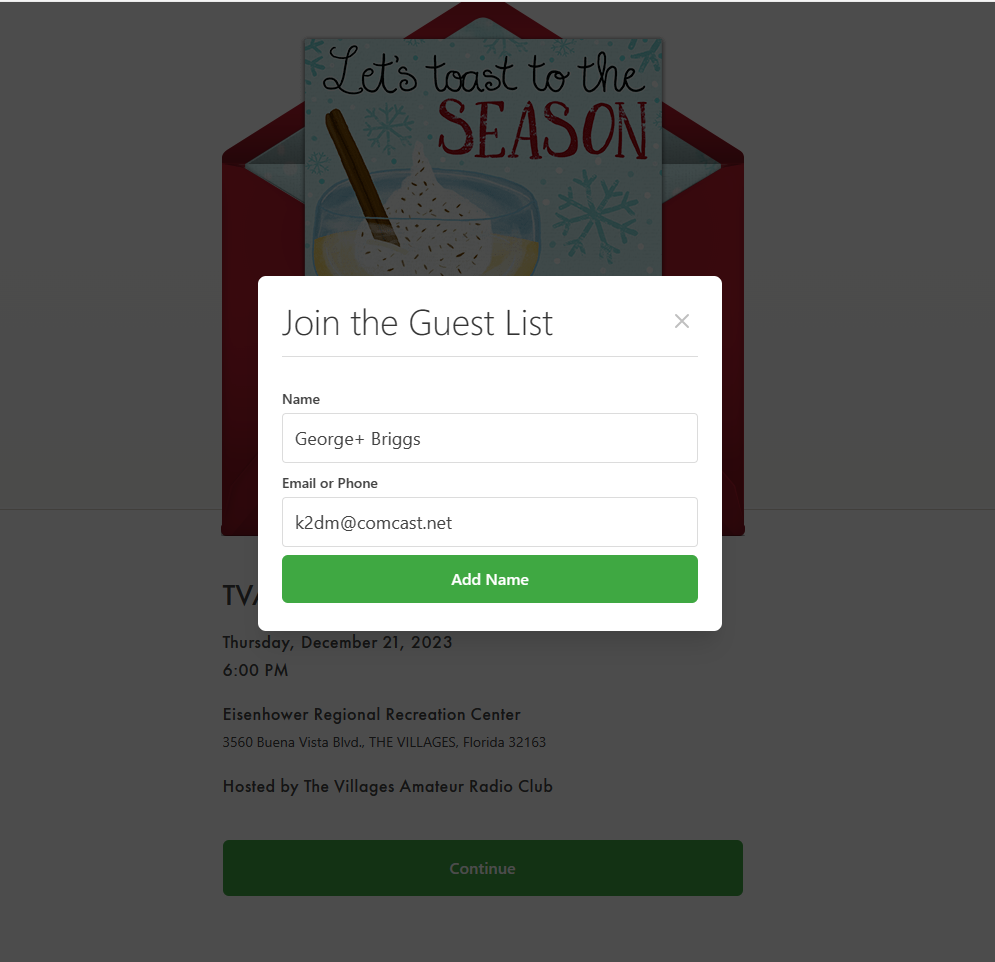 Let's toast to the
SEASON
Join the Guest List
Name
George+ Briggs
Email or Phone
k2dm@comcast.net
Add Name
Thursday, December 21, 2023
6:00 PM
Eisenhower Regional Recreation Center
3560 Buena Vista Blvd., THE VILLAGES, Florida 32163
Hosted by The Villages Amateur Radio Club
Continue